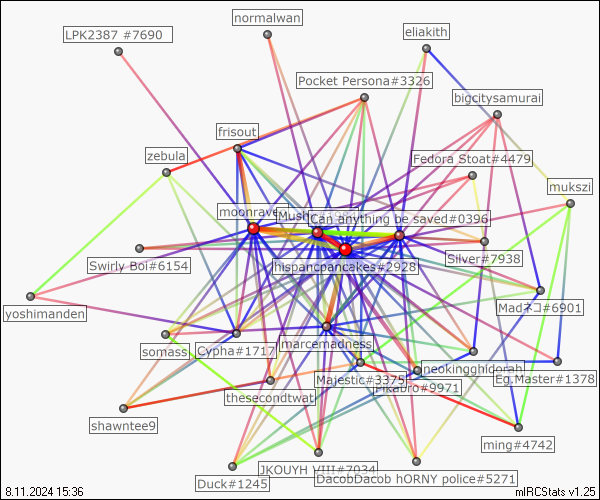 normalwan
LPK2387 #7690
eliakith
Pocket Persona#3326
bigcitysamurai
frisout
zebula
Fedora Stoat#4479
mukszi
moonrave
Mush
Can anything be saved#0396
Swirly Boi#6154
Silver#7938
hispancpancakes#2928
yoshimanden
Madネコ#6901
somass
Cypha#1717
marcemadness
neokingghidorah
Majestic#3375
Pikabro#9971
Eg.Master#1378
thesecondtwat
shawntee9
ming#4742
JKOUYH VIII#7034
DacobDacob hORNY police#5271
Duck#1245
8.11.2024 15:36
mIRCStats v1.25